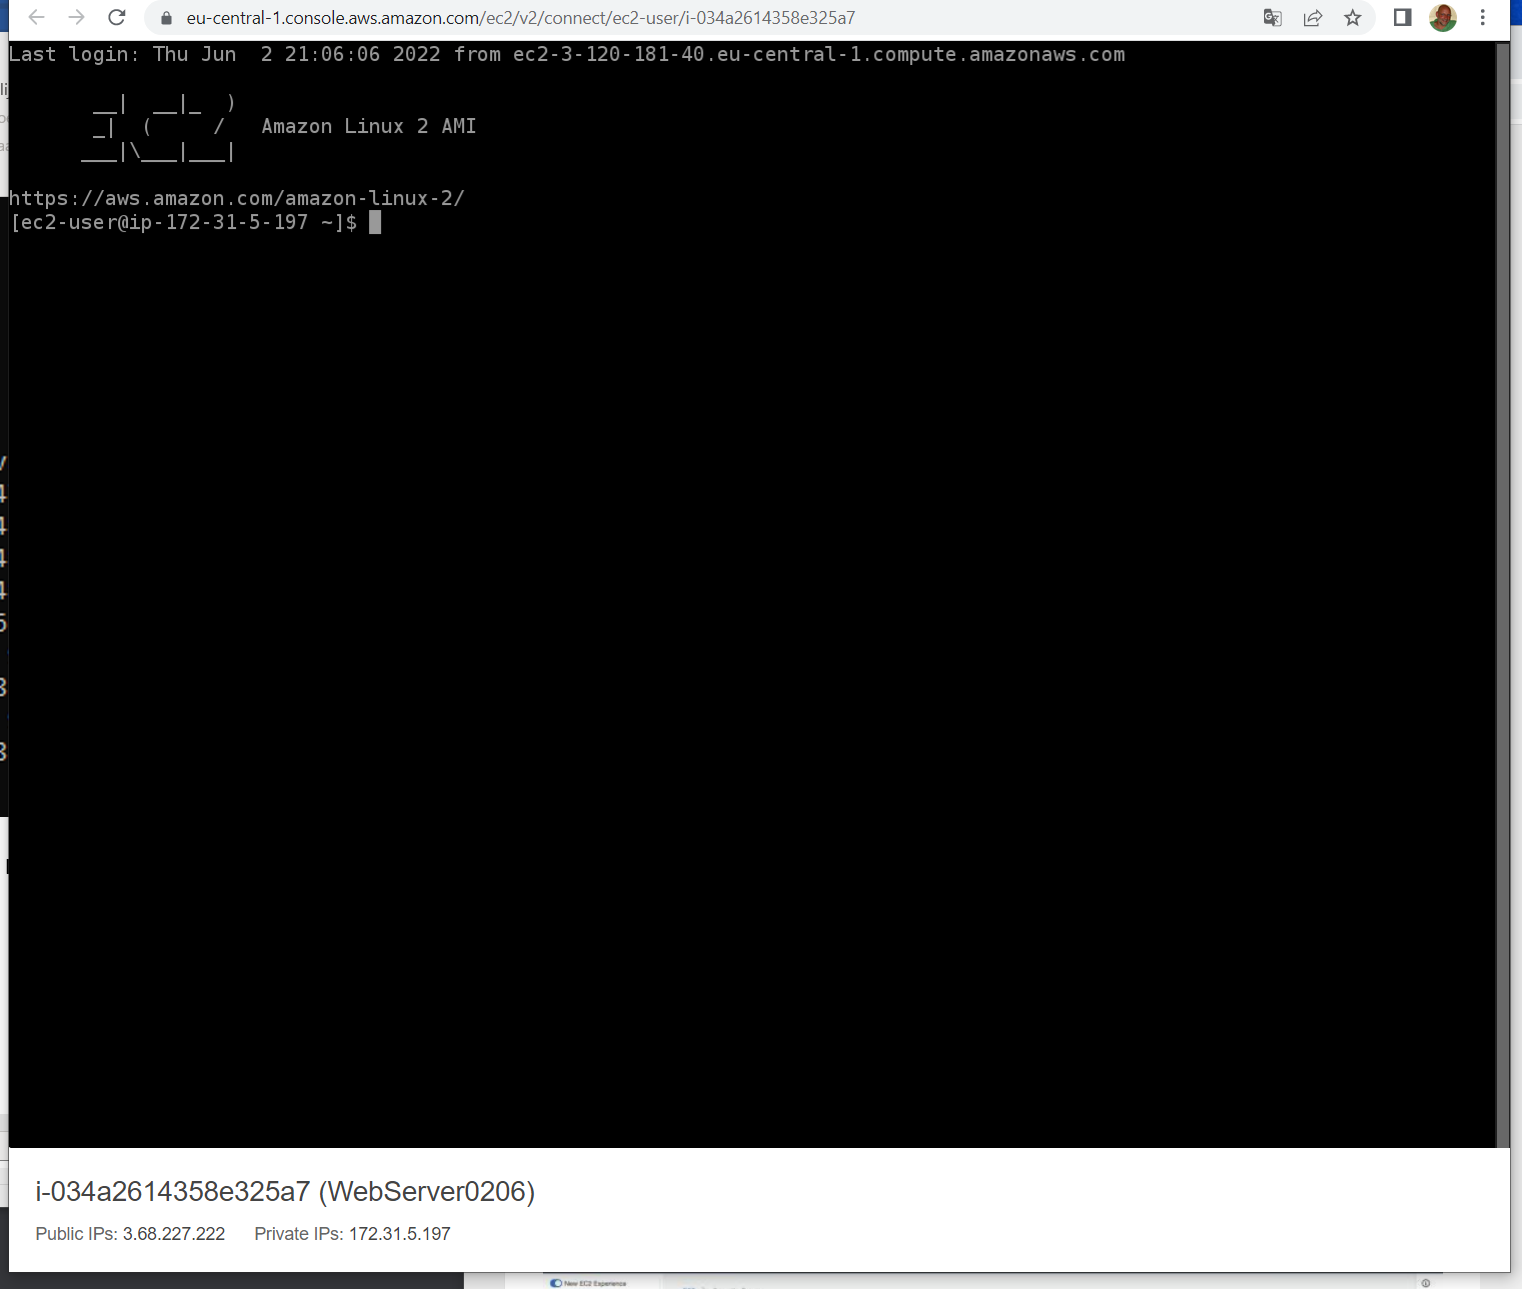 eu-central-1.console.aws.amazon.com/ec2/v2/connect/ec2-user/i-034a2614358e325a7
Last login: Thu Jun  2 21:06:06 2022 from ec2-3-120-181-40.eu-central-1.compute.amazonaws.com
       __|  __|_  )
       _|  (     /   Amazon Linux 2 AMI
      ___|\___|___|
https://aws.amazon.com/amazon-linux-2/
[ec2-user@ip-172-31-5-197 ~]$
i-034a2614358e325a7 (WebServer0206)
Public IPs: 3.68.227.222 Private IPs: 172.31.5.197
New EC2 Experience